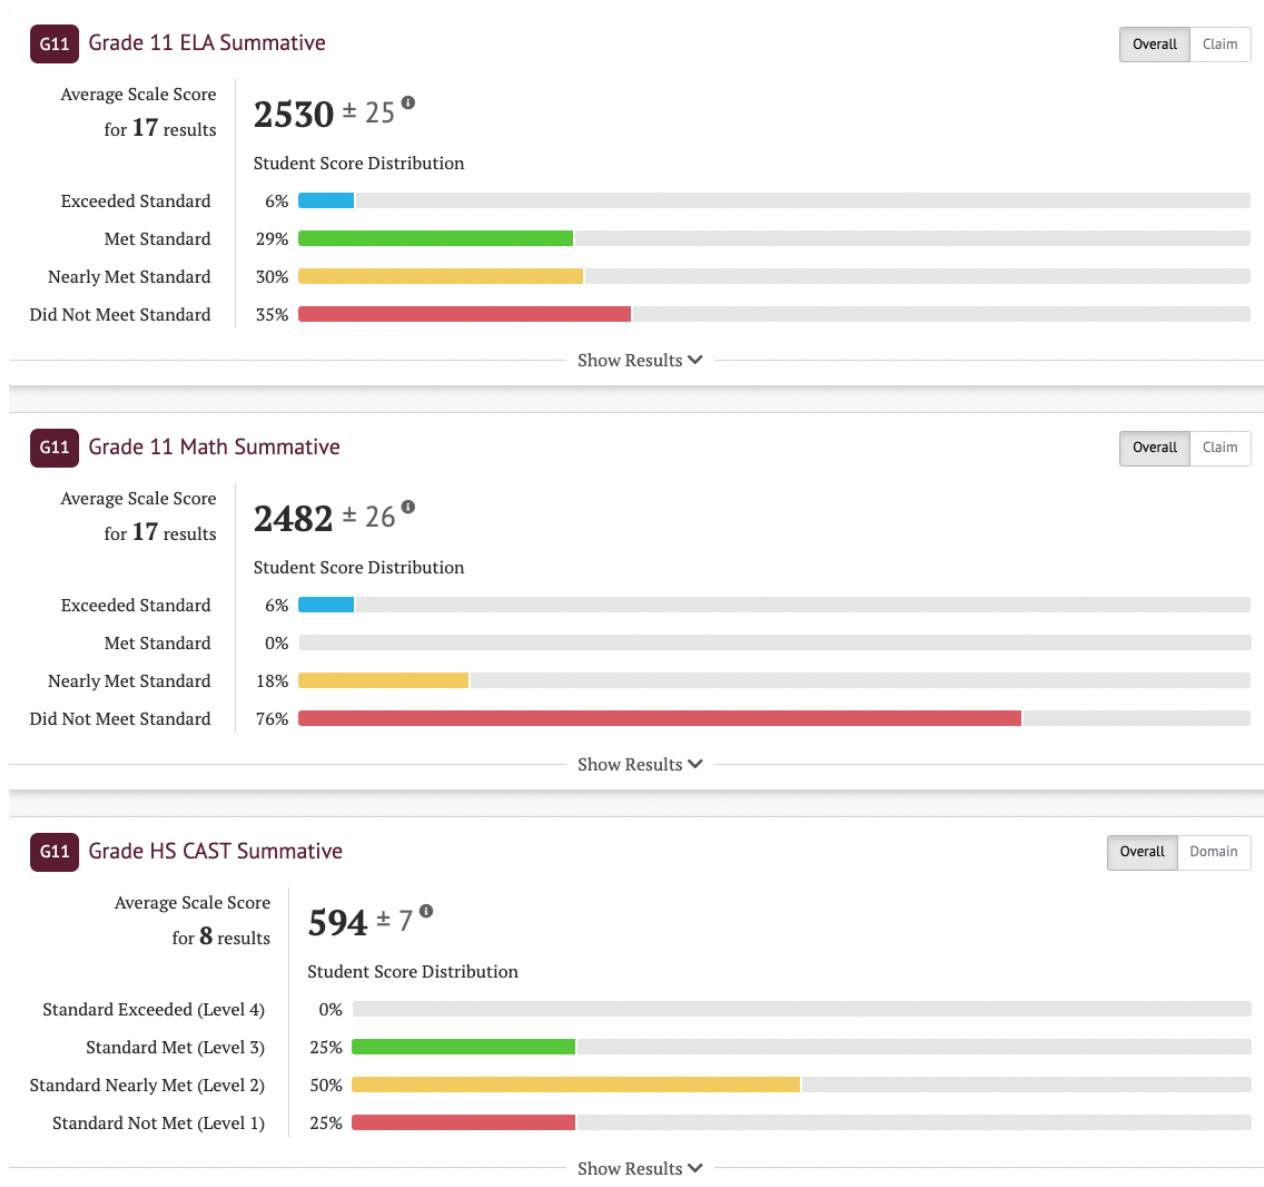 G11 Grade 11 ELA Summative Overall Claim
Average Scale Score
for 17 results
2530 ± 25
Student Score Distribution
Exceeded Standard 6%
Met Standard 29%
Nearly Met Standard 30%
Did Not Meet Standard 35%
Show Results
G11 Grade 11 Math Summative Overall Claim
Average Scale Score
for 17 results
2482 ± 26
Student Score Distribution
Exceeded Standard 6%
Met Standard 0%
Nearly Met Standard 18%
Did Not Meet Standard 76%
Show Results
G11 Grade HS CAST Summative Overall Domain
Average Scale Score
for 8 results
594 ± 7
Student Score Distribution
Standard Exceeded (Level 4) 0%
Standard Met (Level 3) 25%
Standard Nearly Met (Level 2) 50%
Standard Not Met (Level 1) 25%
Show Results